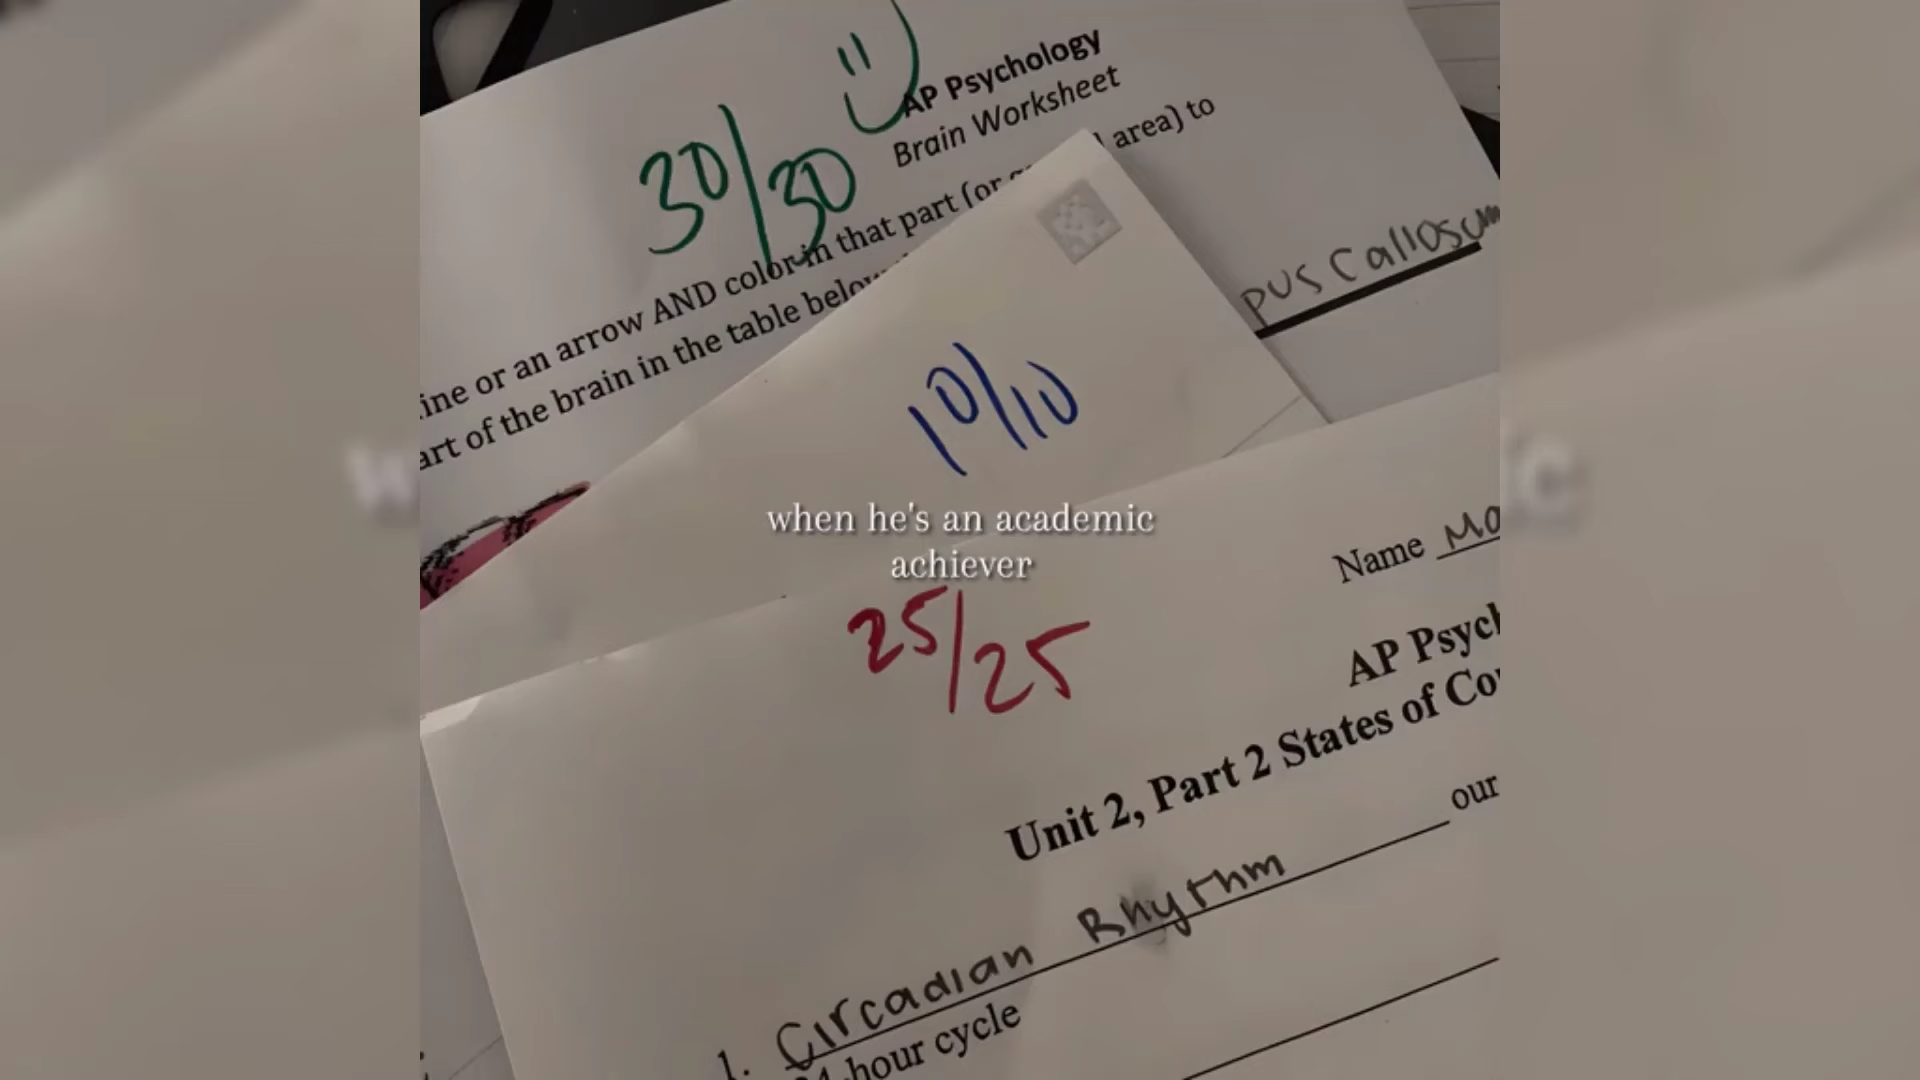 AP Psychology
Brain Worksheet
30/30
line or an arrow AND color in that part (or area) to
part of the brain in the table below
pus Callosum
10/10
when he's an academic
achiever
25/25
Name
AP Psych
Unit 2, Part 2 States of
1. Circadian Rhythm our
24-hour cycle